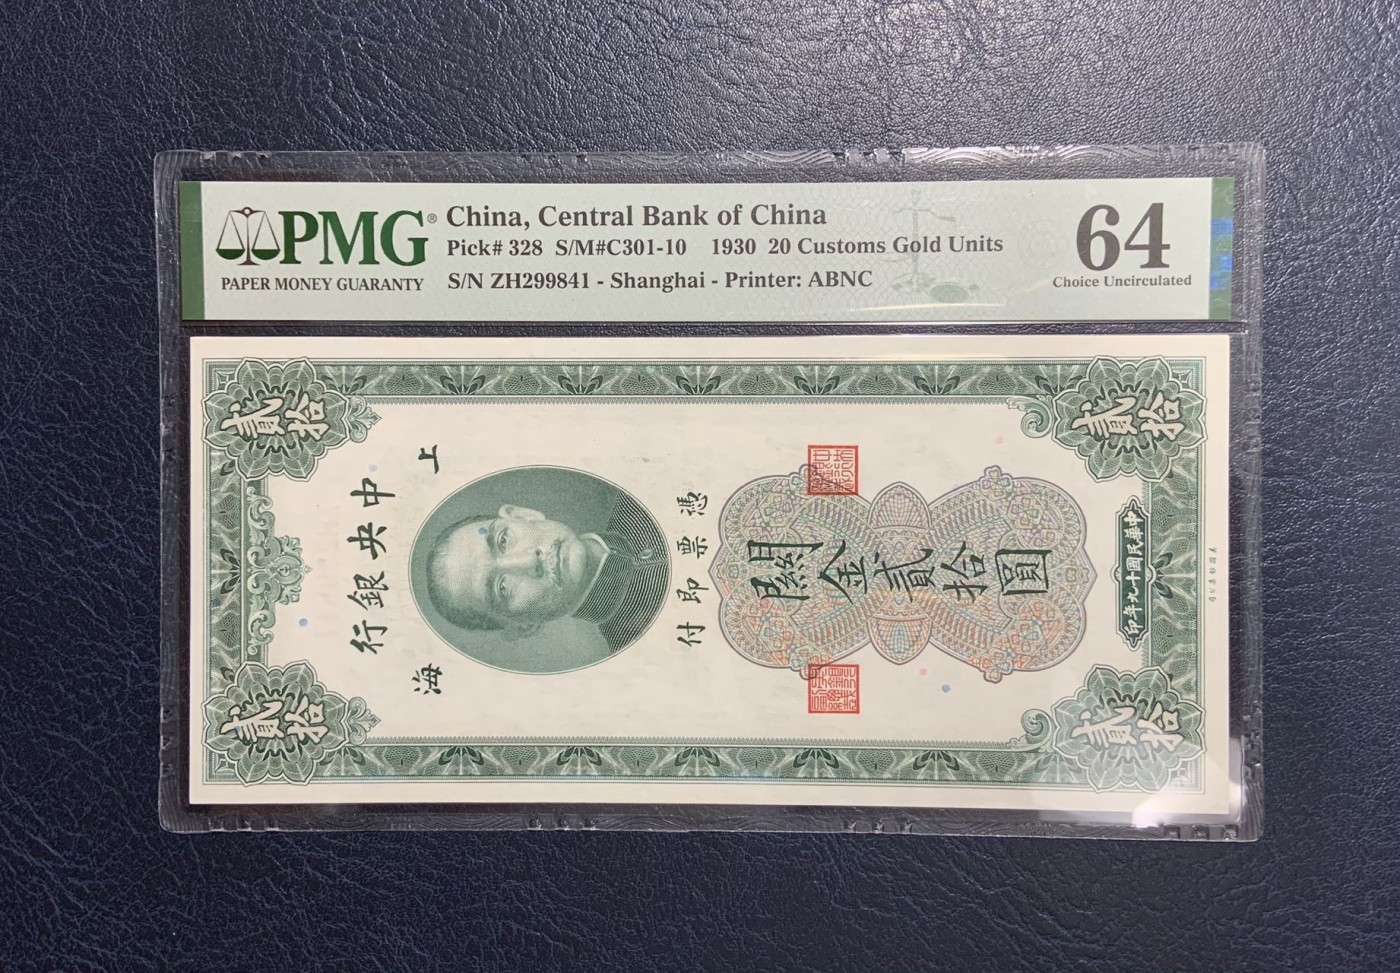 PMG®
PAPER MONEY GUARANTY
China, Central Bank of China
Pick# 328 S/M#C301-10 1930 20 Customs Gold Units
S/N ZH299841 - Shanghai - Printer: ABNC
64
Choice Uncirculated
貳拾
貳拾
中央銀行
上海
憑票即付
關金貳拾圓
中華民國十九年印
貳拾
貳拾